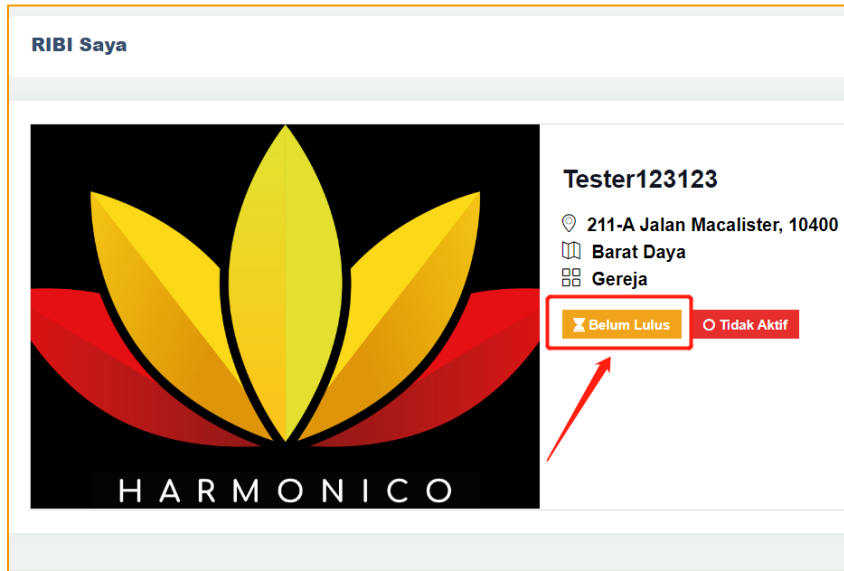 RIBI Saya
HARMONICO
Tester123123
211-A Jalan Macalister, 10400
Barat Daya
Gereja
Belum Lulus
Tidak Aktif